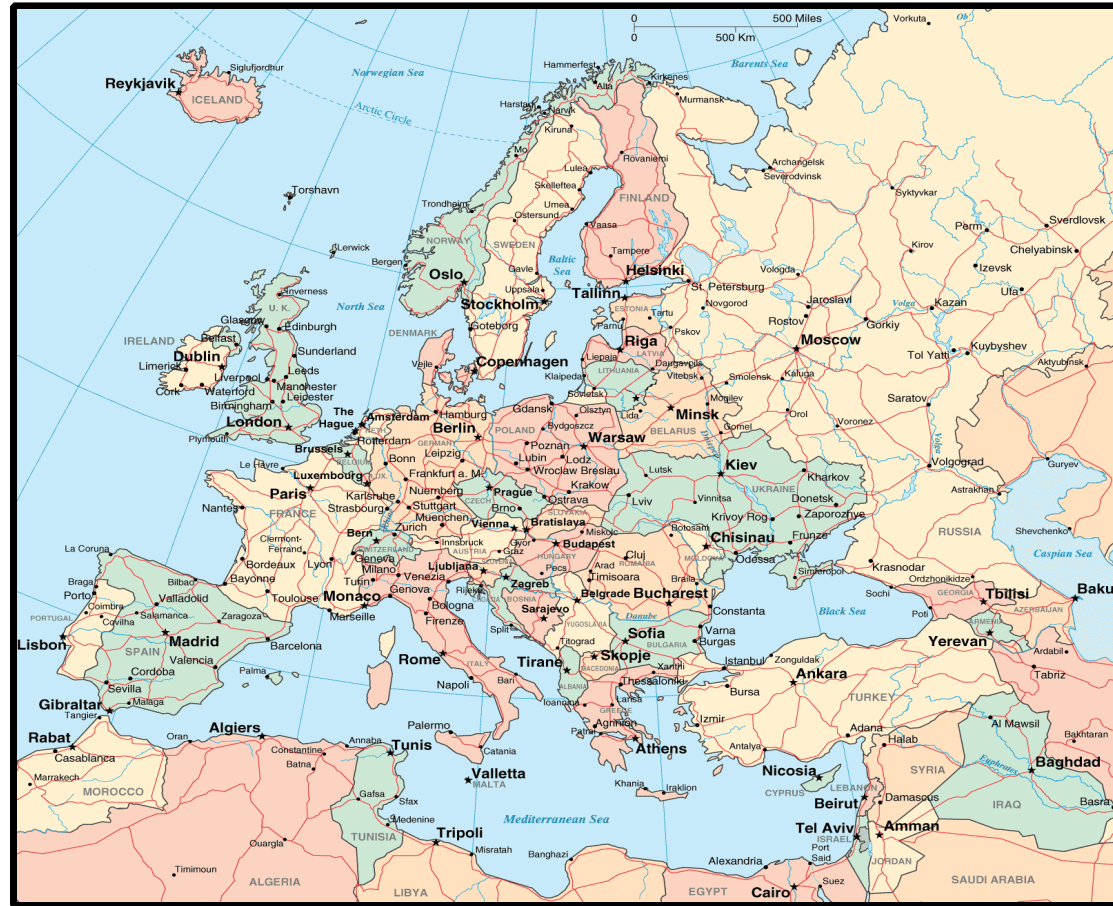 0
500 Miles
0
500 Km
Vorkuta
Ob'
Barents Sea
Norwegian Sea
Arctic Circle
Siglufjordhur
Reykjavik
ICELAND
Hammerfest
Alta
Kirkenes
Murmansk
Harstad
Narvik
Kiruna
Mo
Rovaniemi
Lulea
Skelleftea
Umea
Ostersund
Trondheim
FINLAND
Vaasa
Tampere
Archangelsk
Severodvinsk
Syktyvkar
Sverdlovsk
Perm
Chelyabinsk
Kirov
Izevsk
Ufa
Torshavn
Lerwick
Bergen
NORWAY
SWEDEN
Oslo
Gavle
Uppsala
Stockholm
Baltic
Sea
Helsinki
Tallinn
St. Petersburg
Novgorod
Vologda
Jaroslavl
Rostov
Volga
Kazan
Gorkiy
Moscow
Tol Yatti
Kuybyshev
Aktyubinsk
North Sea
Inverness
U. K.
Glasgow
Edinburgh
IRELAND
Belfast
Dublin
Limerick
Cork
Waterford
Sunderland
Leeds
Liverpool
Manchester
Leicester
Birmingham
London
Plymouth
DENMARK
Vejle
Goteborg
Copenhagen
ESTONIA
Tartu
Parnu
Pskov
Riga
LATVIA
Liepaja
Daugavpils
Klaipeda
LITHUANIA
Vitebsk
Smolensk
Kaluga
Sovietsk
Lida
Minsk
Mogilev
BELARUS
Gomel
Dnieper
Orol
Voronez
Saratov
Volga
Volgograd
Guryev
Astrakhan
The
Hague
Amsterdam
NETH.
Rotterdam
Brussels
BELGIUM
Luxembourg
LUX.
Hamburg
Berlin
GERMANY
Leipzig
Bonn
Frankfurt a. M.
Karlsruhe
Nuernberg
Strasbourg
Stuttgart
Muenchen
Gdansk
Olsztyn
Bydgoszcz
POLAND
Poznan
Warsaw
Lubin
Lodz
Wroclaw Breslau
Krakow
Prague
CZECH
Ostrava
Brno
SLOVAKIA
Kiev
Lutsk
Lviv
Vinnitsa
UKRAINE
Kharkov
Donetsk
Krivoy Rog
Zaporozhye
Frunze
Odessa
Simferopol
RUSSIA
Krasnodar
Shevchenko
Caspian Sea
Le Havre
Paris
Nantes
FRANCE
Clermont-
Ferrand
Bordeaux
Lyon
Bayonne
Toulouse
Marseille
Monaco
Bern
Zurich
SWITZERLAND
Geneva
Innsbruck
AUSTRIA
Vienna
Bratislava
Graz
Gyor
Miskolc
Budapest
HUNGARY
Pecs
Botosam
Chisinau
MOLDOVA
Cluj
Arad
Timisoara
ROMANIA
Braila
Bucharest
Constanta
Danube
Milano
Turin
Genova
Venezia
Bologna
Firenze
Ljubljana
SLOVENIA
Zagreb
Rijeka
CROATIA
BOSNIA
Sarajevo
Split
Belgrade
YUGOSLAVIA
Titograd
Sofia
BULGARIA
Varna
Burgas
Skopje
MACEDONIA
Tirane
ALBANIA
Black Sea
Sochi
Ordzhonikidze
GEORGIA
Poti
Tbilisi
AZERBAIJAN
Baku
ARMENIA
Yerevan
Ardabil
Tabriz
La Coruna
Braga
Porto
Bilbao
Valladolid
Coimbra
Salamanca
Covilha
Zaragoza
PORTUGAL
Lisbon
Madrid
SPAIN
Barcelona
Valencia
Cordoba
Sevilla
Malaga
Palma
Gibraltar
Tangier
Rome
ITALY
Napoli
Bari
Palermo
Catania
Valletta
MALTA
Xanthi
Thessaloniki
Ioannina
Larisa
GREECE
Agrinion
Patrai
Athens
Khania
Iraklion
Istanbul
Zonguldak
Bursa
Ankara
TURKEY
Izmir
Antalya
Adana
Halab
Al Mawsil
Bakhtaran
Euphrates
Baghdad
IRAQ
Basra
SYRIA
Nicosia
CYPRUS
LEBANON
Beirut
Damascus
Tel Aviv
ISRAEL
Amman
JORDAN
Port
Said
Suez
SAUDI ARABIA
Rabat
Casablanca
Marrakech
MOROCCO
Algiers
Oran
Constantine
Batna
Annaba
Tunis
Gafsa
Sfax
Medenine
TUNISIA
Ouargla
Timimoun
ALGERIA
Tripoli
Misratah
LIBYA
Banghazi
Mediterranean Sea
Alexandria
EGYPT
Cairo